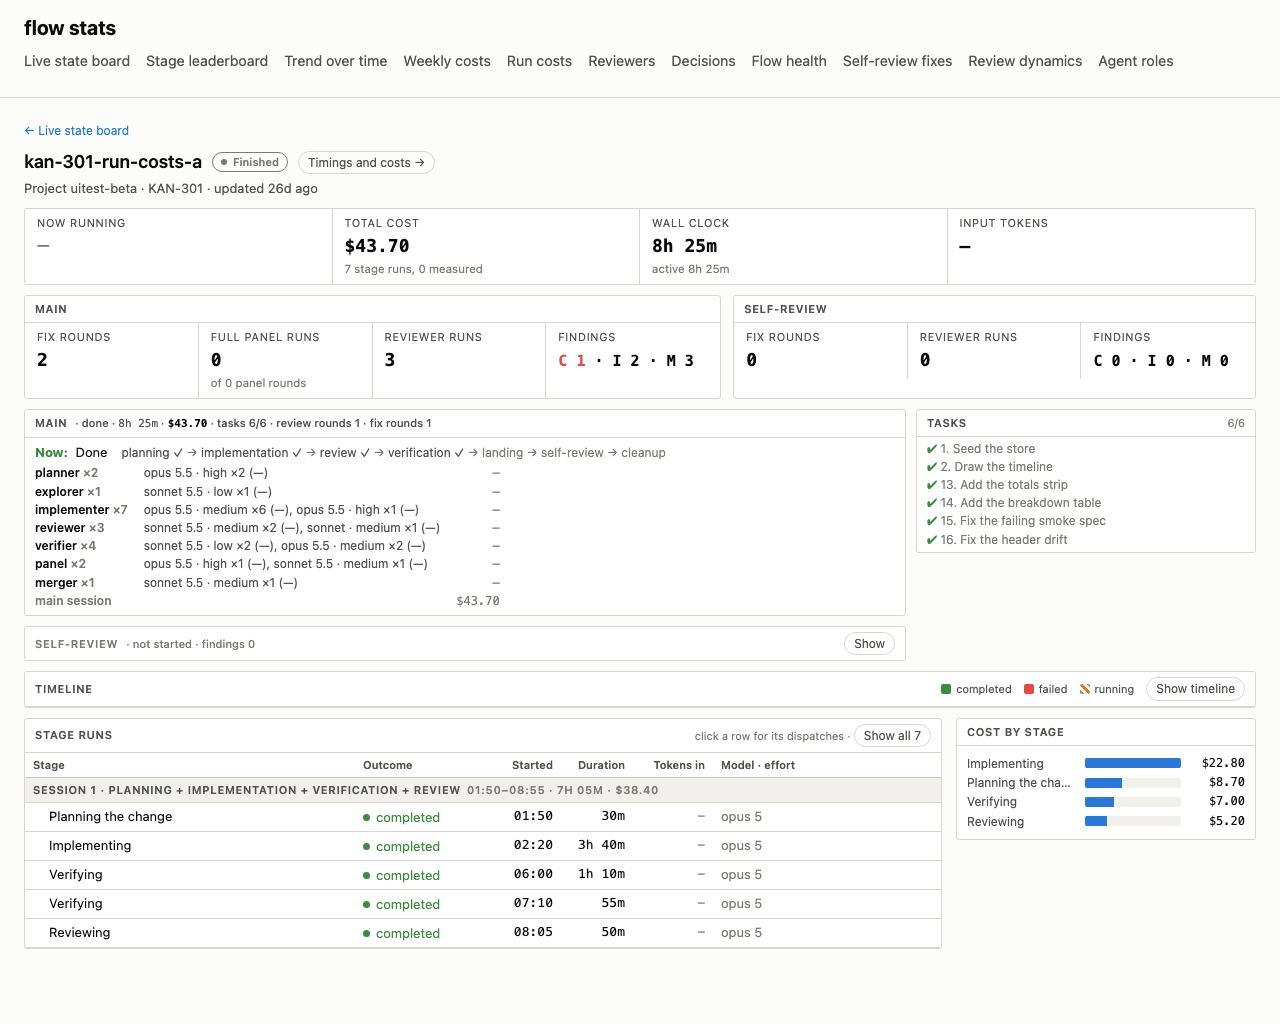 flow stats
Live state board Stage leaderboard Trend over time Weekly costs Run costs Reviewers Decisions Flow health Self-review fixes Review dynamics Agent roles
← Live state board
kan-301-run-costs-a Finished Timings and costs →
Project uitest-beta · KAN-301 · updated 26d ago
NOW RUNNING TOTAL COST WALL CLOCK INPUT TOKENS
— $43.70 8h 25m —
7 stage runs, 0 measured active 8h 25m
MAIN SELF-REVIEW
FIX ROUNDS FULL PANEL RUNS REVIEWER RUNS FINDINGS FIX ROUNDS REVIEWER RUNS FINDINGS
2 0 3 C 1 · I 2 · M 3 0 0 C 0 · I 0 · M 0
of 0 panel rounds
MAIN · done · 8h 25m · $43.70 · tasks 6/6 · review rounds 1 · fix rounds 1
Now: Done planning ✓ → implementation ✓ → review ✓ → verification ✓ → landing → self-review → cleanup
planner ×2 opus 5.5 · high ×2 (—) —
explorer ×1 sonnet 5.5 · low ×1 (—) —
implementer ×7 opus 5.5 · medium ×6 (—), opus 5.5 · high ×1 (—) —
reviewer ×3 sonnet 5.5 · medium ×2 (—), sonnet · medium ×1 (—) —
verifier ×4 sonnet 5.5 · low ×2 (—), opus 5.5 · medium ×2 (—) —
panel ×2 opus 5.5 · high ×1 (—), sonnet 5.5 · medium ×1 (—) —
merger ×1 sonnet 5.5 · medium ×1 (—) —
main session $43.70
TASKS 6/6
✔ 1. Seed the store
✔ 2. Draw the timeline
✔ 13. Add the totals strip
✔ 14. Add the breakdown table
✔ 15. Fix the failing smoke spec
✔ 16. Fix the header drift
SELF-REVIEW · not started · findings 0 Show
TIMELINE completed failed running Show timeline
STAGE RUNS click a row for its dispatches · Show all 7
Stage Outcome Started Duration Tokens in Model · effort
SESSION 1 · PLANNING + IMPLEMENTATION + VERIFICATION + REVIEW 01:50–08:55 · 7H 05M · $38.40
Planning the change completed 01:50 30m — opus 5
Implementing completed 02:20 3h 40m — opus 5
Verifying completed 06:00 1h 10m — opus 5
Verifying completed 07:10 55m — opus 5
Reviewing completed 08:05 50m — opus 5
COST BY STAGE
Implementing $22.80
Planning the cha... $8.70
Verifying $7.00
Reviewing $5.20